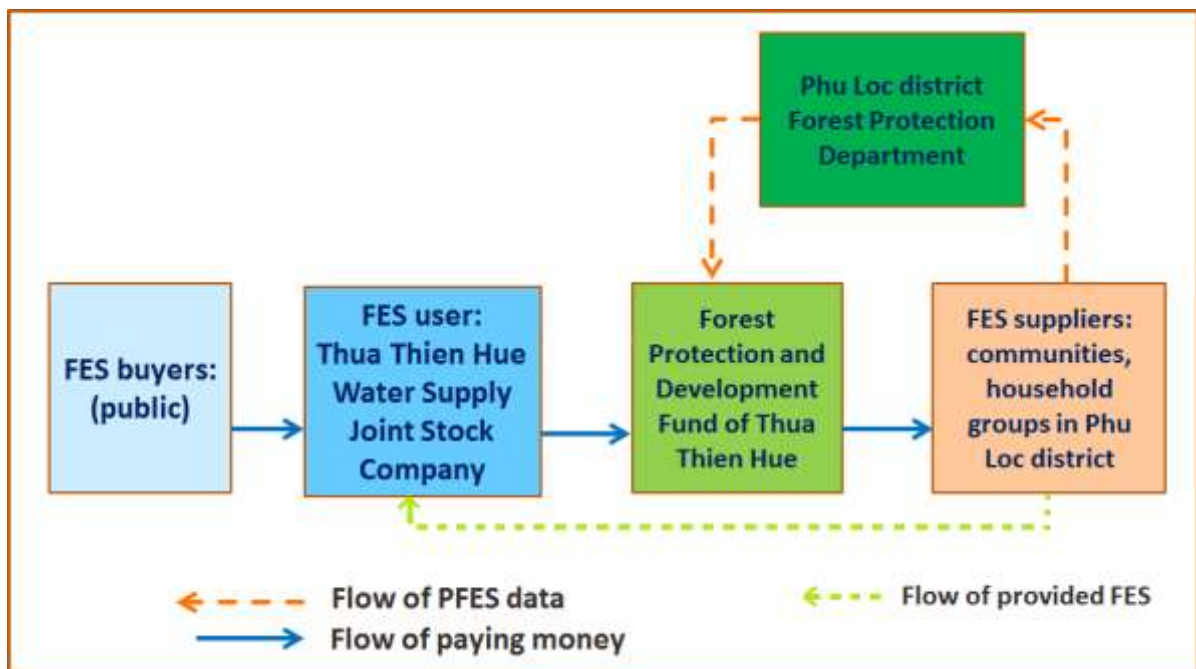 Phu Loc district
Forest Protection
Department
FES buyers:
(public)
FES user:
Thua Thien Hue
Water Supply
Joint Stock
Company
Forest
Protection and
Development
Fund of Thua
Thien Hue
FES suppliers:
communities,
household
groups in Phu
Loc district
Flow of PFES data
Flow of paying money
Flow of provided FES